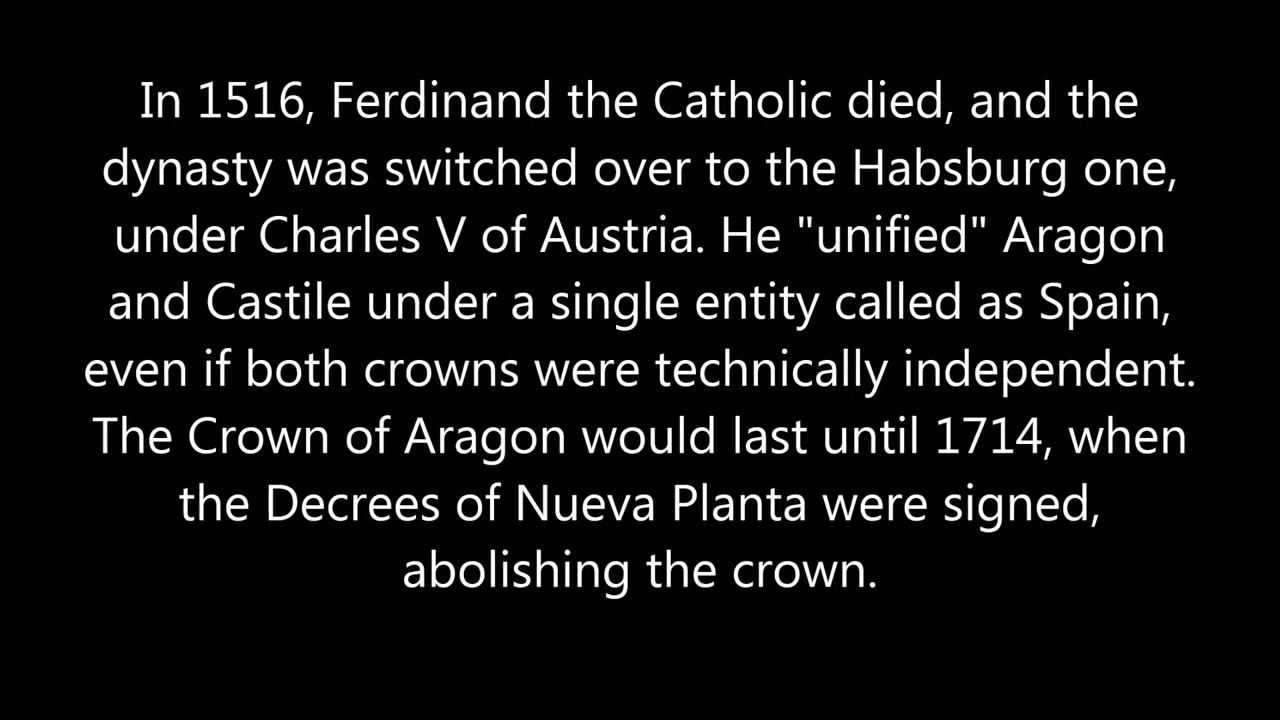 In 1516, Ferdinand the Catholic died, and the
dynasty was switched over to the Habsburg one,
under Charles V of Austria. He "unified" Aragon
and Castile under a single entity called as Spain,
even if both crowns were technically independent.
The Crown of Aragon would last until 1714, when
the Decrees of Nueva Planta were signed,
abolishing the crown.